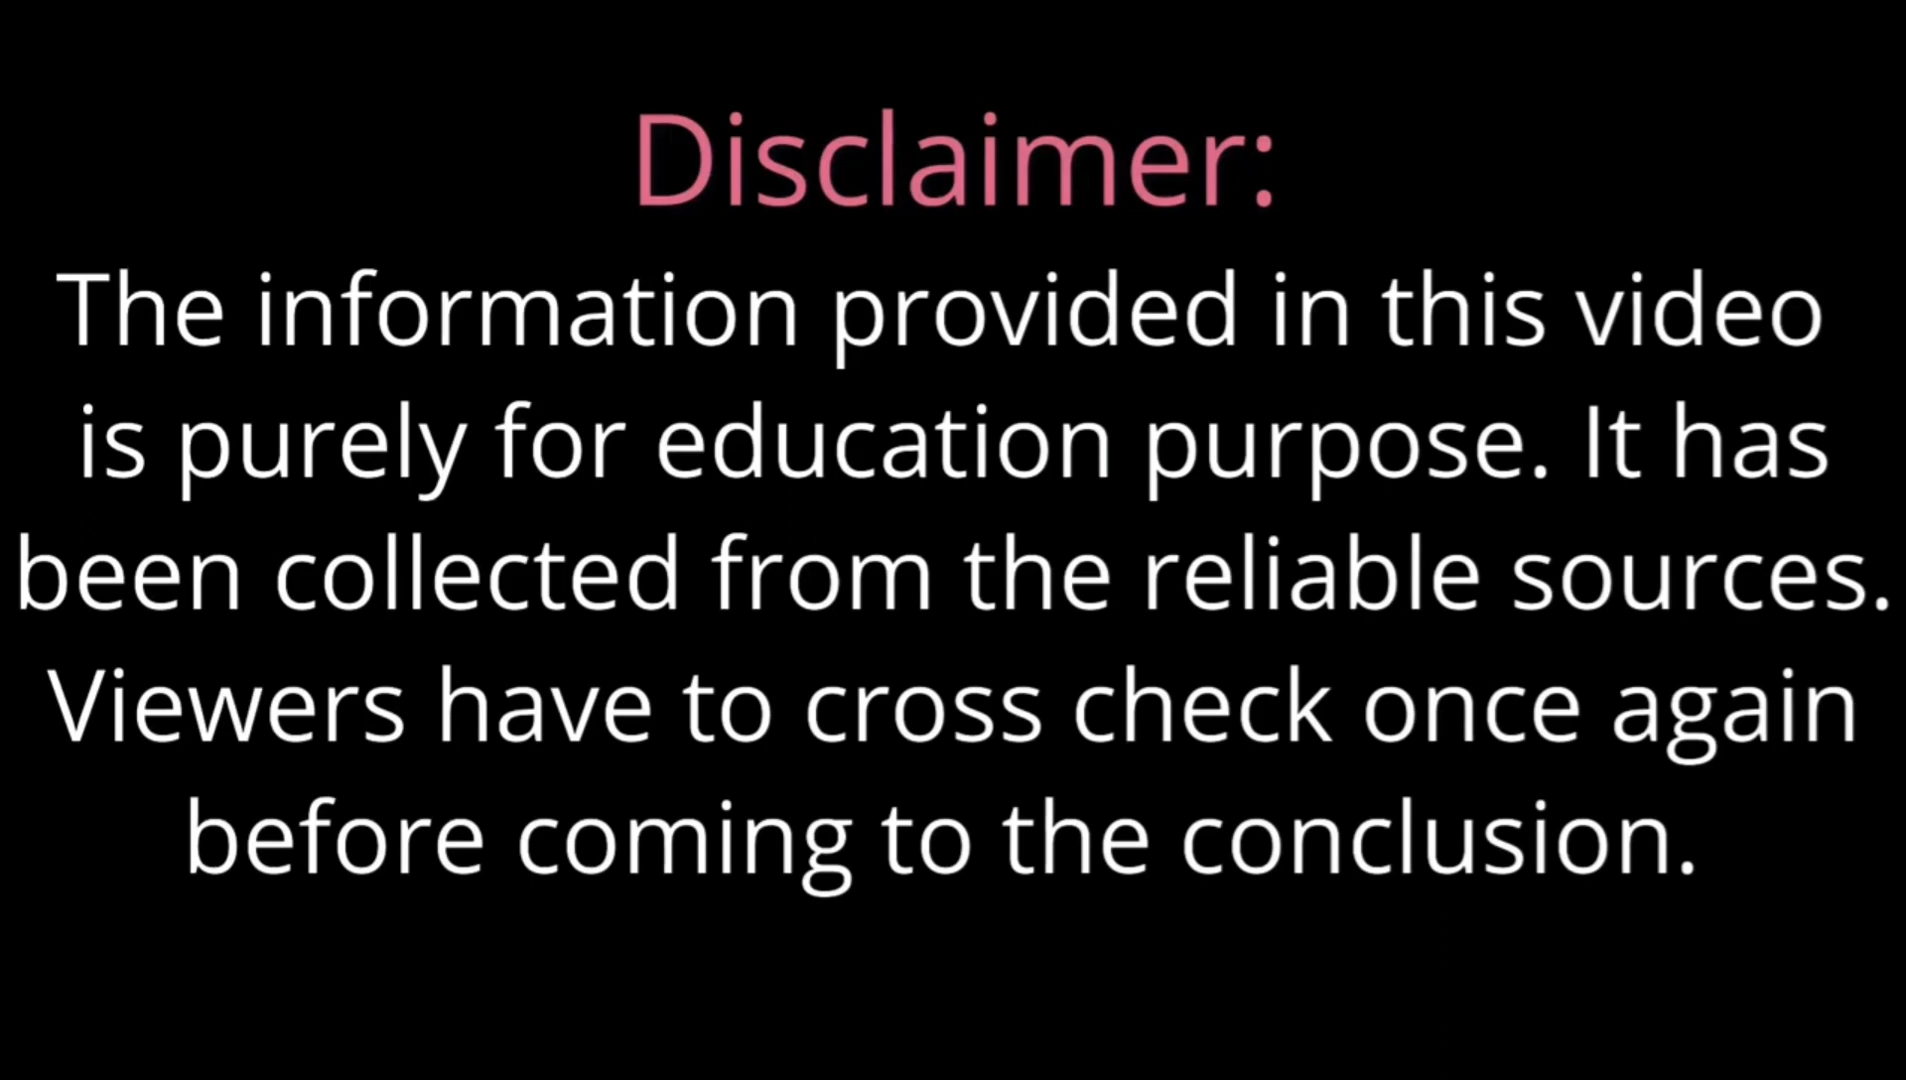 Disclaimer:
The information provided in this video
is purely for education purpose. It has
been collected from the reliable sources.
Viewers have to cross check once again
before coming to the conclusion.